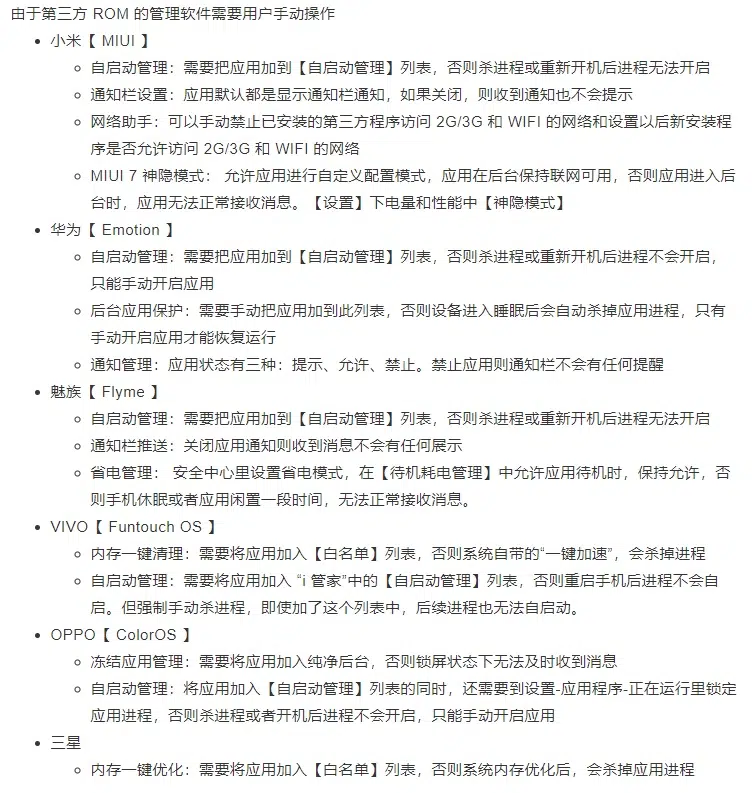 由于第三方 ROM 的管理软件需要用户手动操作
小米【 MIUI 】
自启动管理：需要把应用加到【自启动管理】列表，否则杀进程或重新开机后进程无法开启
通知栏设置：应用默认都是显示通知栏通知，如果关闭，则收到通知也不会提示
网络助手：可以手动禁止已安装的第三方程序访问 2G/3G 和 WIFI 的网络和设置以后新安装程
序是否允许访问 2G/3G 和 WIFI 的网络
MIUI 7 神隐模式： 允许应用进行自定义配置模式，应用在后台保持联网可用，否则应用进入后
台时，应用无法正常接收消息。【设置】下电量和性能中【神隐模式】
华为【 Emotion 】
自启动管理：需要把应用加到【自启动管理】列表，否则杀进程或重新开机后进程不会开启，
只能手动开启应用
后台应用保护：需要手动把应用加到此列表，否则设备进入睡眠后会自动杀掉应用进程，只有
手动开启应用才能恢复运行
通知管理：应用状态有三种：提示、允许、禁止。禁止应用则通知栏不会有任何提醒
魅族【 Flyme 】
自启动管理：需要把应用加到【自启动管理】列表，否则杀进程或重新开机后进程无法开启
通知栏推送：关闭应用通知则收到消息不会有任何展示
省电管理： 安全中心里设置省电模式，在【待机耗电管理】中允许应用待机时，保持允许，否
则手机休眠或者应用闲置一段时间，无法正常接收消息。
VIVO【 Funtouch OS 】
内存一键清理：需要将应用加入【白名单】列表，否则系统自带的“一键加速”，会杀掉进程
自启动管理：需要将应用加入 “i 管家”中的【自启动管理】列表，否则重启手机后进程不会自
启。但强制手动杀进程，即使加了这个列表中，后续进程也无法自启动。
OPPO【 ColorOS 】
冻结应用管理：需要将应用加入纯净后台，否则锁屏状态下无法及时收到消息
自启动管理：将应用加入【自启动管理】列表的同时，还需要到设置-应用程序-正在运行里锁定
应用进程，否则杀进程或者开机后进程不会开启，只能手动开启应用
三星
内存一键优化：需要将应用加入【白名单】列表，否则系统内存优化后，会杀掉应用进程